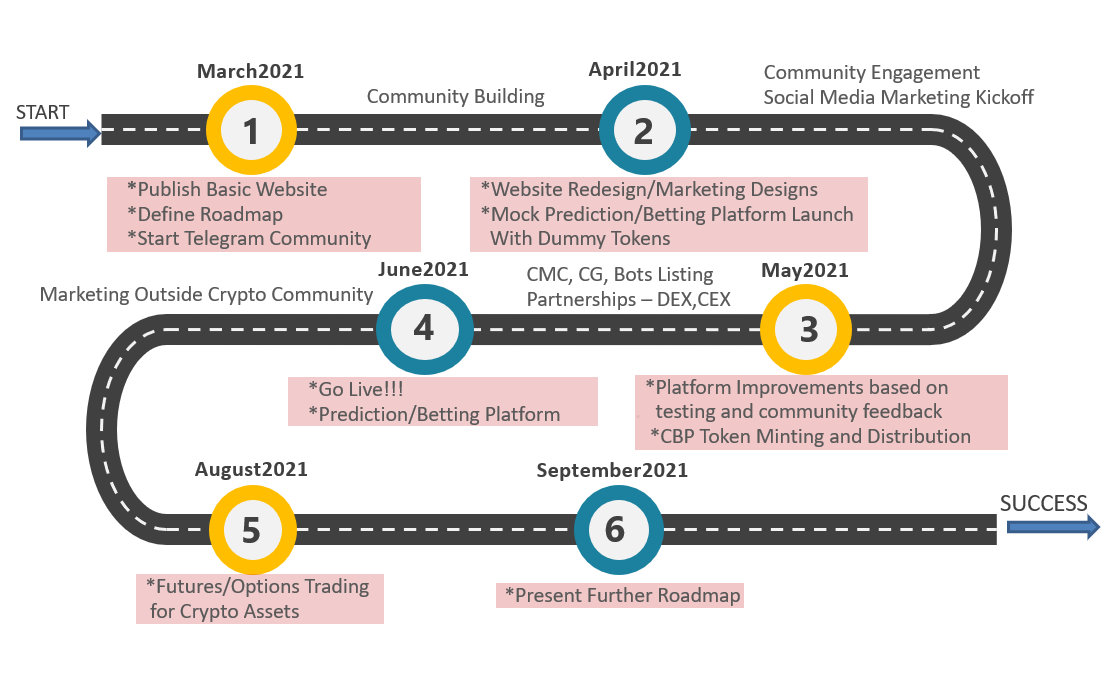 March2021
April2021
Community Engagement
Social Media Marketing Kickoff
Community Building
START
1
2
*Publish Basic Website
*Define Roadmap
*Start Telegram Community
*Website Redesign/Marketing Designs
*Mock Prediction/Betting Platform Launch
With Dummy Tokens
May2021
CMC, CG, Bots Listing
Partnerships – DEX,CEX
June2021
Marketing Outside Crypto Community
3
4
*Platform Improvements based on
testing and community feedback
*CBP Token Minting and Distribution
*Go Live!!!
*Prediction/Betting Platform
August2021
September2021
5
6
SUCCESS
*Futures/Options Trading
for Crypto Assets
*Present Further Roadmap